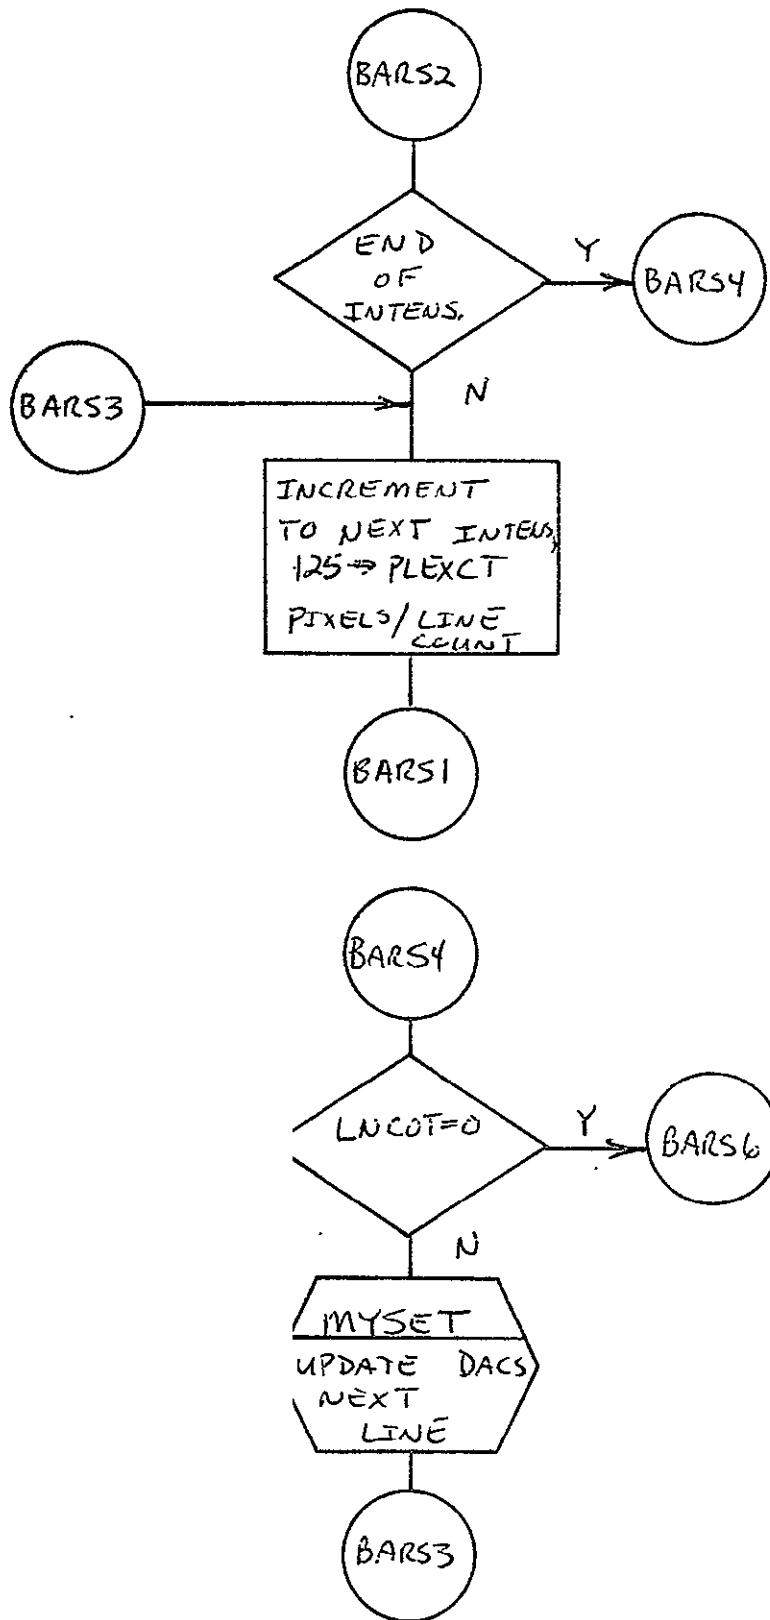 BARS2
END
OF
INTENS.
Y
BARS4
N
BARS3
INCREMENT
TO NEXT INTENS,
125 ⇒ PLEXCT
PIXELS/LINE
COUNT
BARS1
BARS4
LNCOT=0
Y
BARS6
N
MYSET
UPDATE DACS
NEXT
LINE
BARS3